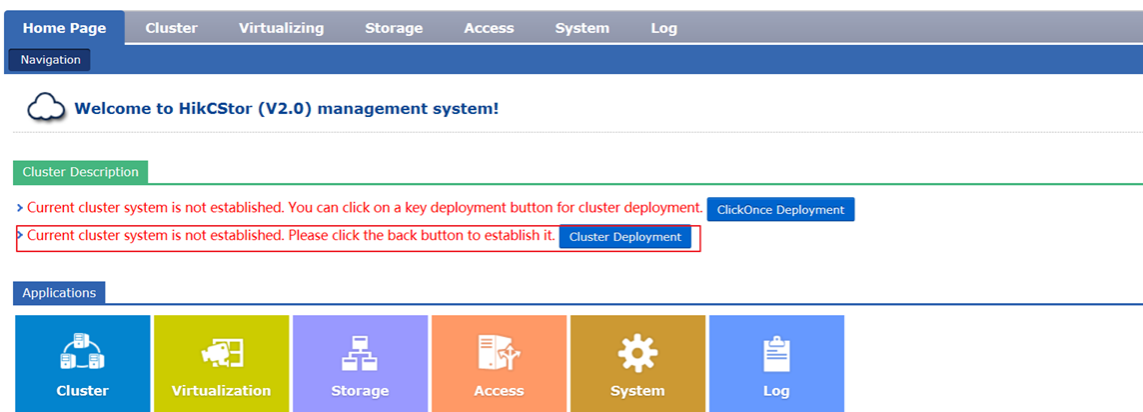 Home Page Cluster Virtualizing Storage Access System Log
Navigation
Welcome to HikCStor (V2.0) management system!
Cluster Description
Current cluster system is not established. You can click on a key deployment button for cluster deployment. ClickOnce Deployment
Current cluster system is not established. Please click the back button to establish it. Cluster Deployment
Applications
Cluster Virtualization Storage Access System Log